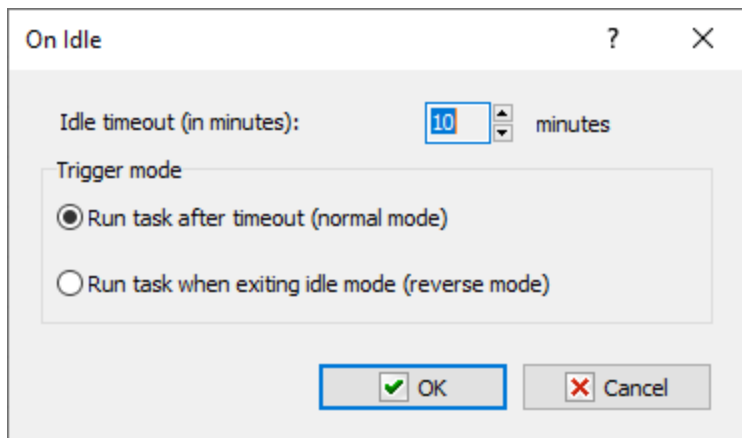 On Idle ?
Idle timeout (in minutes): 10 minutes
Trigger mode
Run task after timeout (normal mode)
Run task when exiting idle mode (reverse mode)
OK Cancel